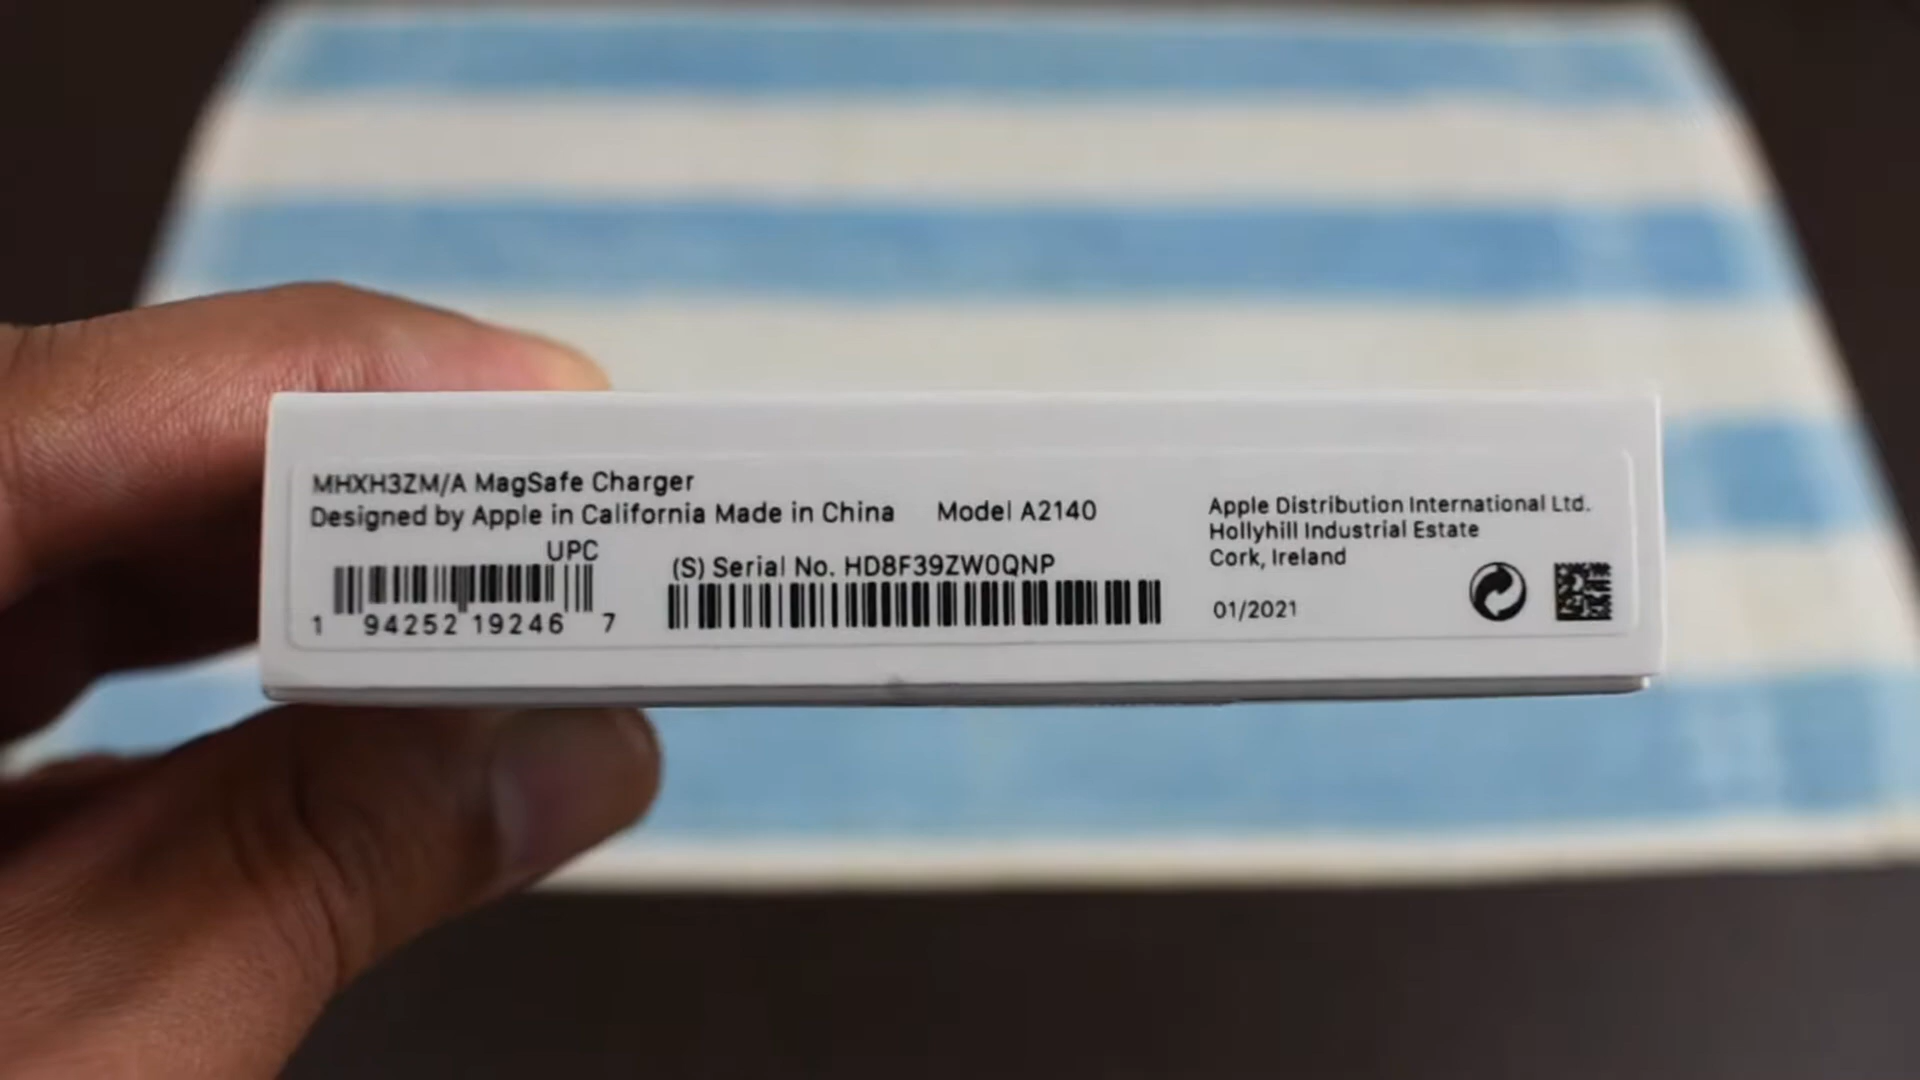 MHXH3ZM/A MagSafe Charger
Designed by Apple in California Made in China Model A2140
UPC
1 94252 19246 7
(S) Serial No. HD8F39ZW0QNP
Apple Distribution International Ltd.
Hollyhill Industrial Estate
Cork, Ireland
01/2021